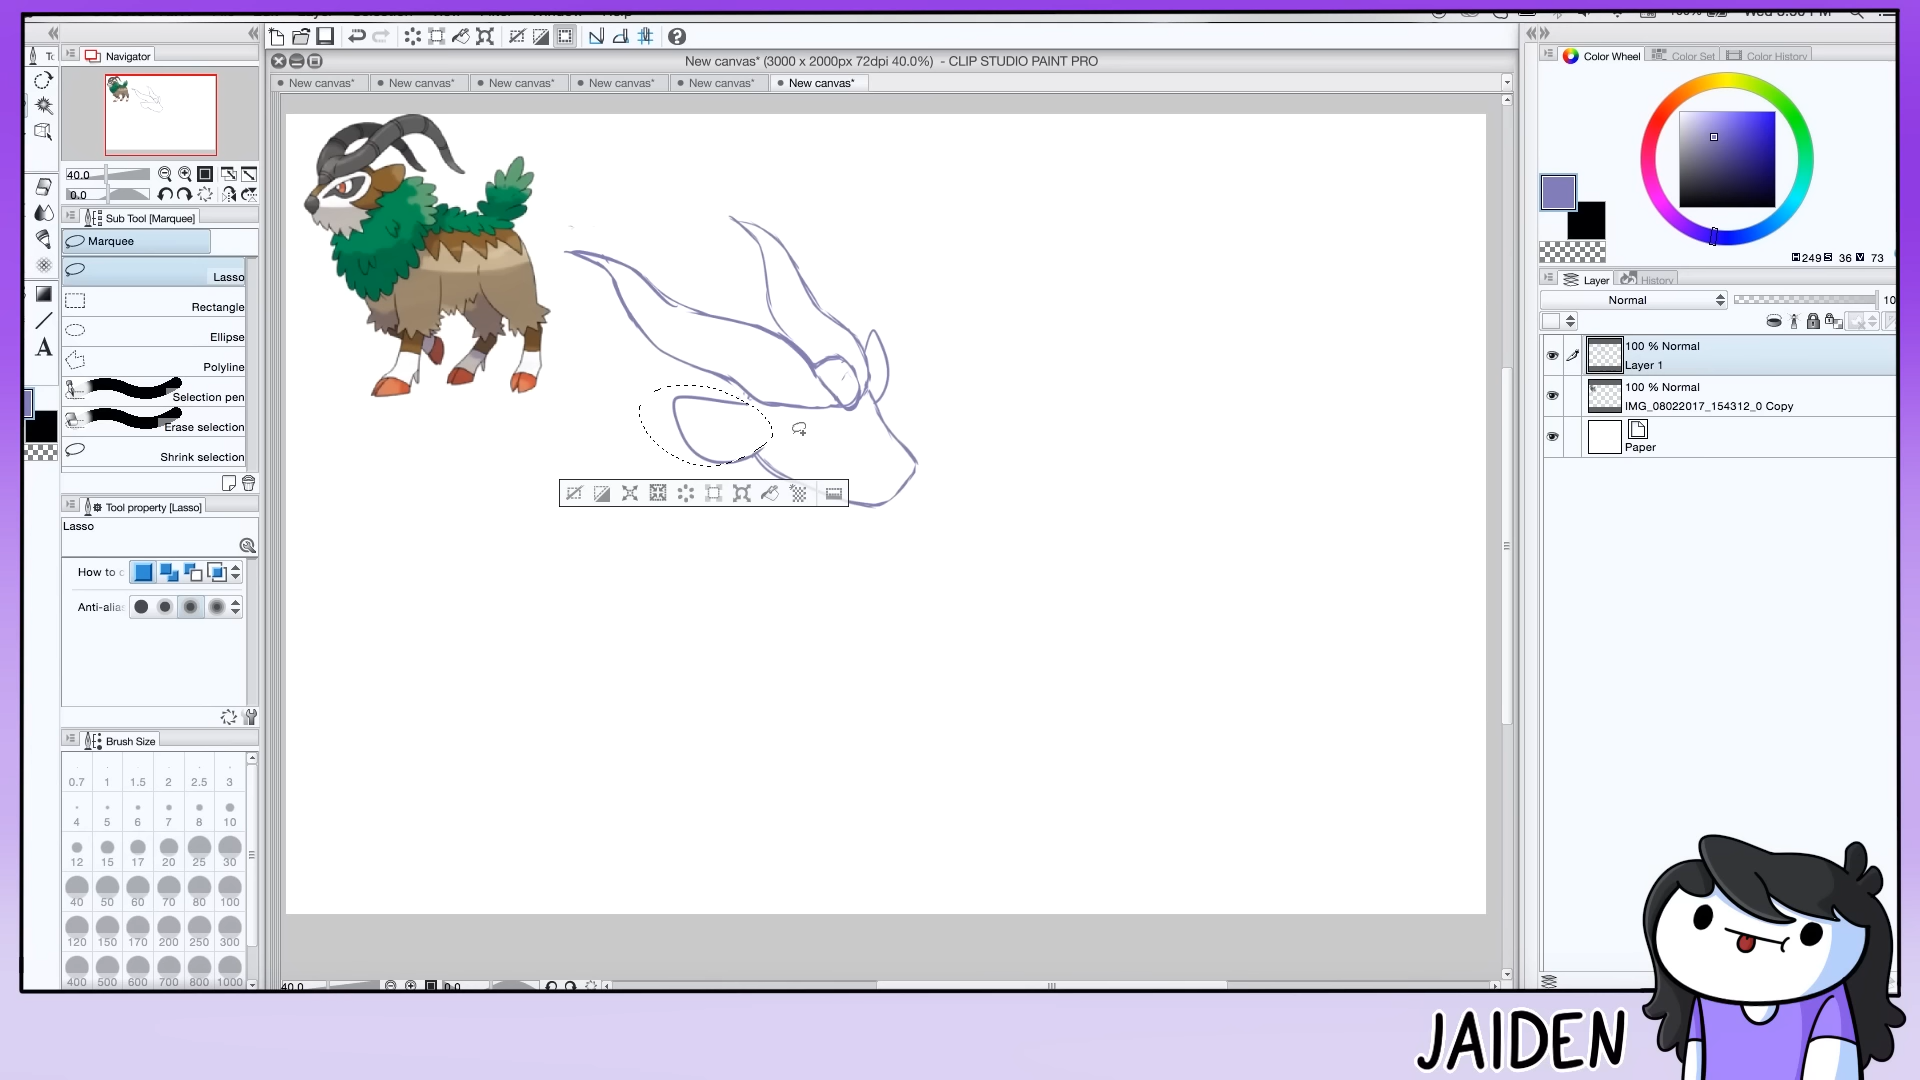 Navigator
40.0
0.0
Sub Tool [Marquee]
Marquee
Lasso
Rectangle
Ellipse
Polyline
Selection pen
Erase selection
Shrink selection
Tool property [Lasso]
Lasso
How to c
Anti-alia
Brush Size
0.7 1 1.5 2 2.5 3
4 5 6 7 8 10
12 15 17 20 25 30
40 50 60 70 80 100
120 150 170 200 250 300
400 500 600 700 800 1000
New canvas* (3000 x 2000px 72dpi 40.0%) - CLIP STUDIO PAINT PRO
New canvas* New canvas* New canvas* New canvas* New canvas* New canvas*
40.0 0.0
Color Wheel Color Set Color History
H 249 S 36 V 73
Layer History
Normal 10
100 % Normal
Layer 1
100 % Normal
IMG_08022017_154312_0 Copy
Paper
A
JAIDEN